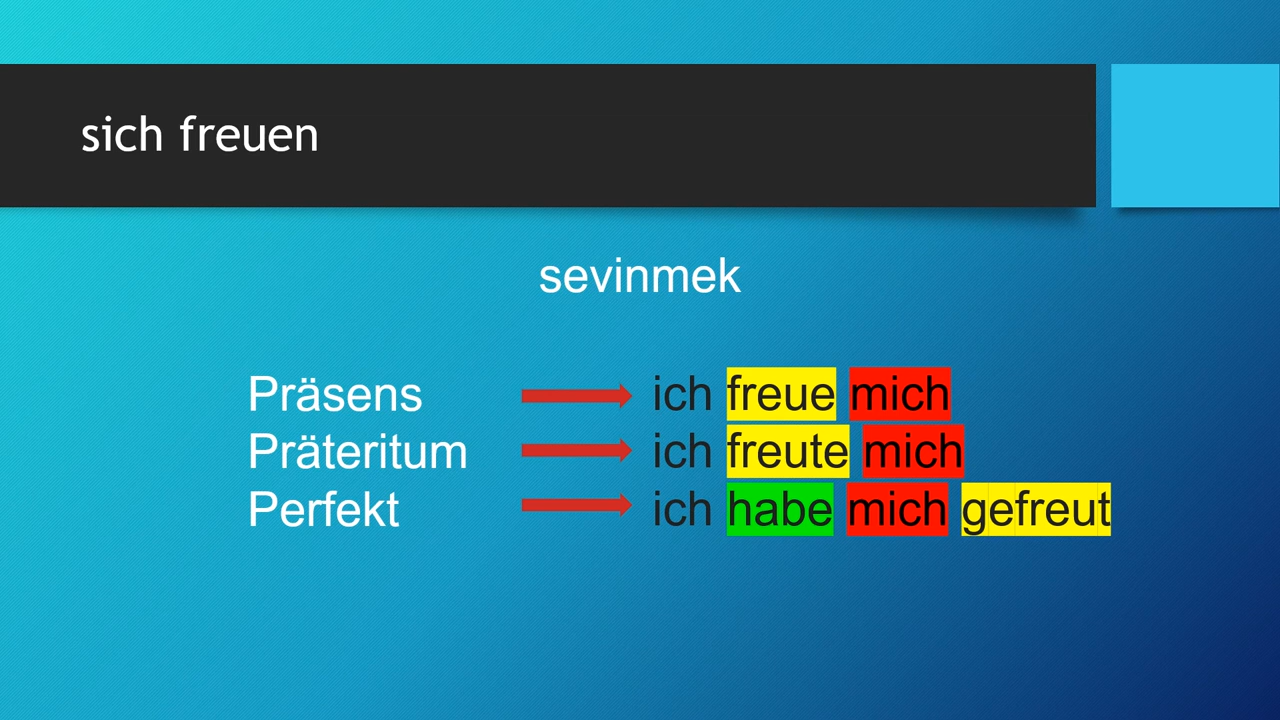 sich freuen
sevinmek
Präsens ich freue mich
Präteritum ich freute mich
Perfekt ich habe mich gefreut